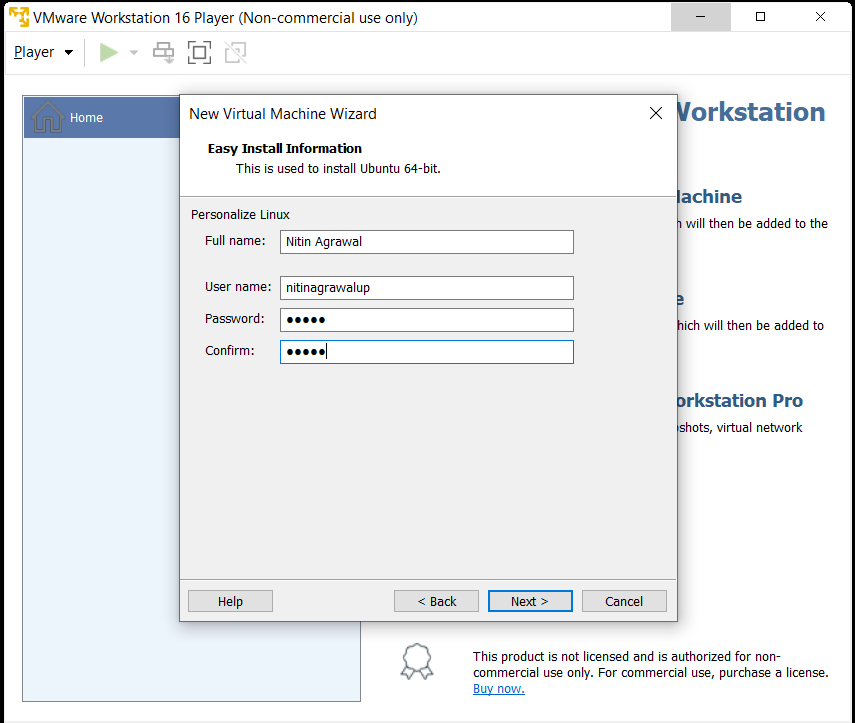 VMware Workstation 16 Player (Non-commercial use only)
Player
Home
New Virtual Machine Wizard
Easy Install Information
This is used to install Ubuntu 64-bit.
Personalize Linux
Full name: Nitin Agrawal
User name: nitinagrawalup
Password: ●●●●●
Confirm: ●●●●●
Help < Back Next > Cancel
Workstation
achine
will then be added to the
e
hich will then be added to
orkstation Pro
shots, virtual network
This product is not licensed and is authorized for non-
commercial use only. For commercial use, purchase a license.
Buy now.